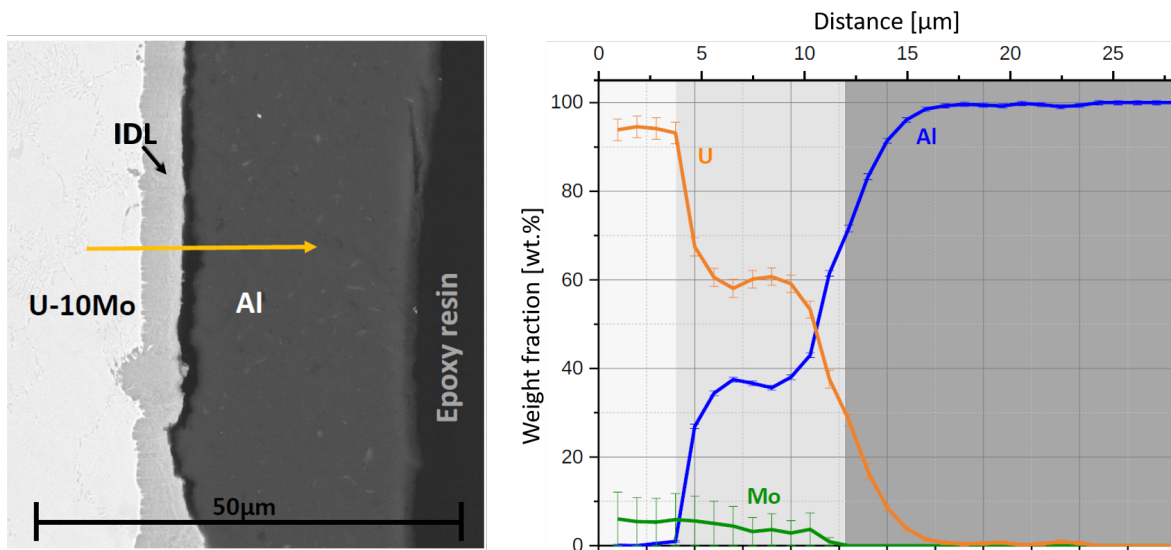 IDL
U-10Mo
Al
Epoxy resin
50µm
Distance [µm]
0 5 10 15 20 25
Weight fraction [wt.%]
100
80
60
40
20
0
U
Al
Mo